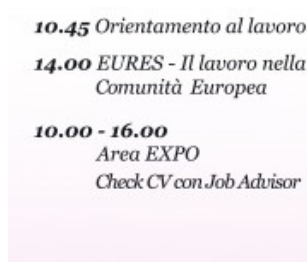 10.45 Orientamento al lavoro
14.00 EURES - Il lavoro nella
Comunità Europea
10.00 - 16.00
Area EXPO
Check CV con Job Advisor